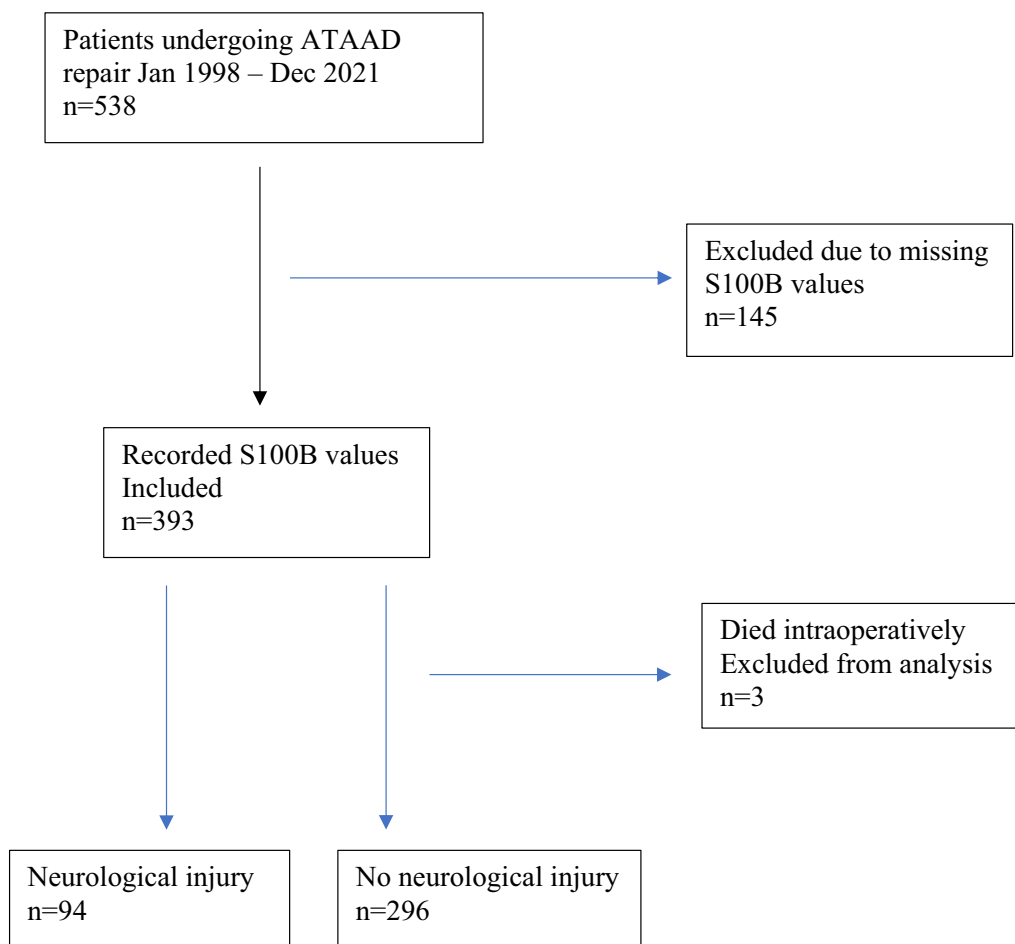 Patients undergoing ATAAD
repair Jan 1998 – Dec 2021
n=538
Excluded due to missing
S100B values
n=145
Recorded S100B values
Included
n=393
Died intraoperatively
Excluded from analysis
n=3
Neurological injury
n=94
No neurological injury
n=296